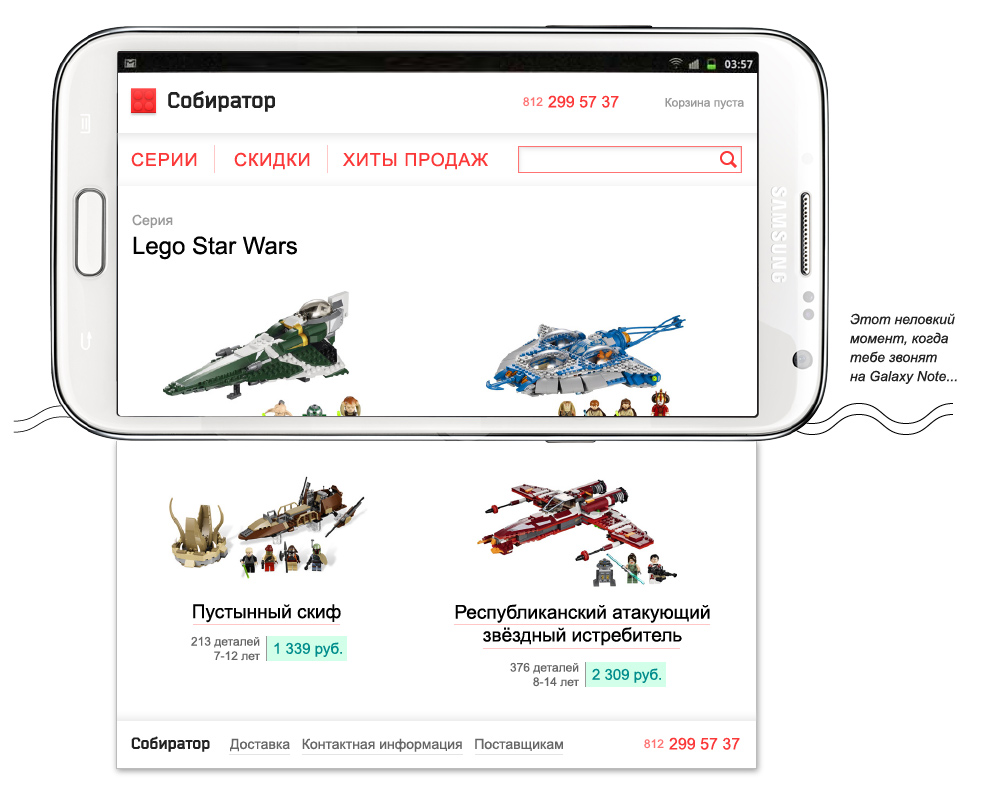 03:57
Собиратор
812 299 57 37
Корзина пуста
СЕРИИ
СКИДКИ
ХИТЫ ПРОДАЖ
Серия
Lego Star Wars
SAMSUNG
Этот неловкий
момент, когда
тебе звонят
на Galaxy Note...
Пустынный скиф
213 деталей
7-12 лет
1 339 руб.
Республиканский атакующий
звёздный истребитель
376 деталей
8-14 лет
2 309 руб.
Собиратор
Доставка
Контактная информация
Поставщикам
812 299 57 37